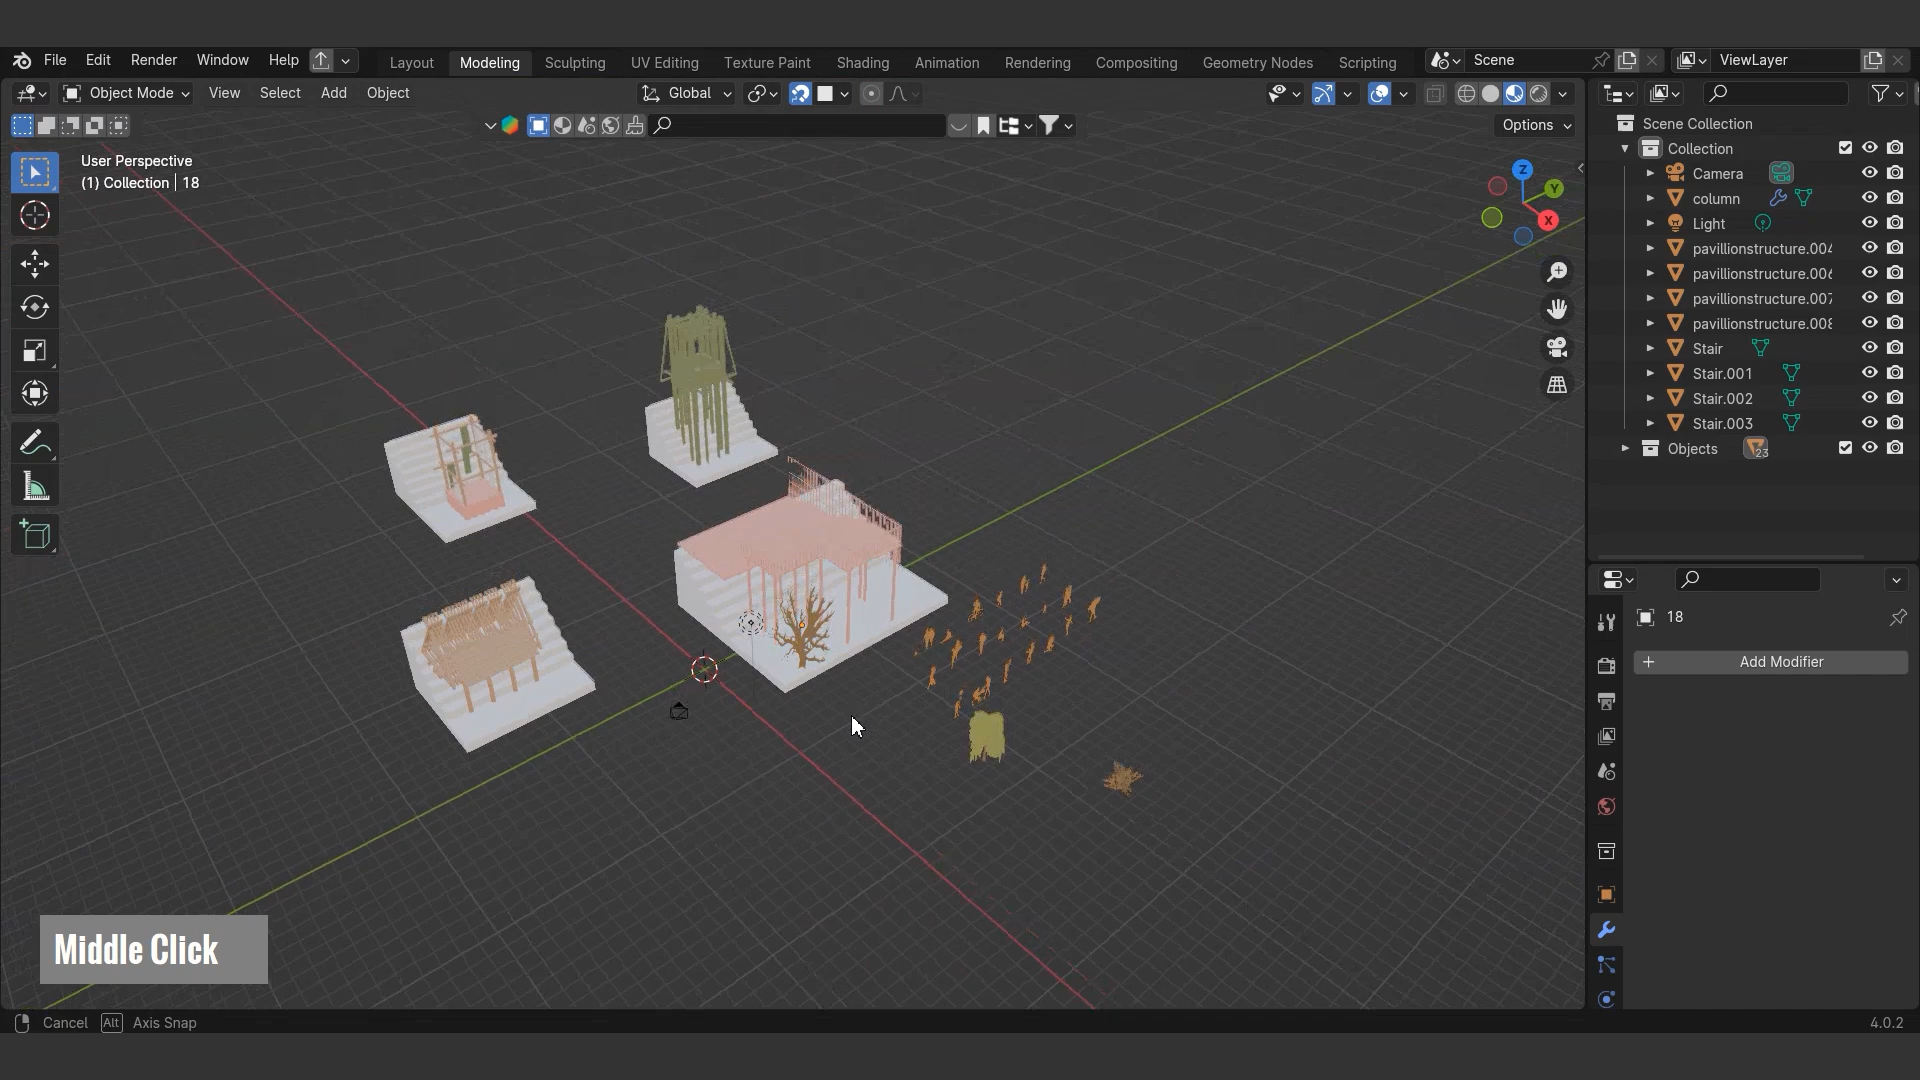 File Edit Render Window Help Layout Modeling Sculpting UV Editing Texture Paint Shading Animation Rendering Compositing Geometry Nodes Scripting Scene ViewLayer
Object Mode View Select Add Object Global
Options
User Perspective
(1) Collection | 18
Z
Y
X
Scene Collection
Collection
Camera
column
Light
pavillionstructure.004
pavillionstructure.006
pavillionstructure.007
pavillionstructure.008
Stair
Stair.001
Stair.002
Stair.003
Objects 23
18
+ Add Modifier
Middle Click
Cancel Alt Axis Snap 4.0.2